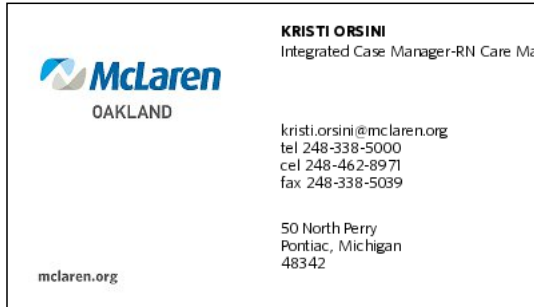 KRISTI ORSINI
Integrated Case Manager-RN Care Ma
McLaren
OAKLAND
kristi.orsini@mclaren.org
tel 248-338-5000
cel 248-462-8971
fax 248-338-5039
50 North Perry
Pontiac, Michigan
48342
mclaren.org